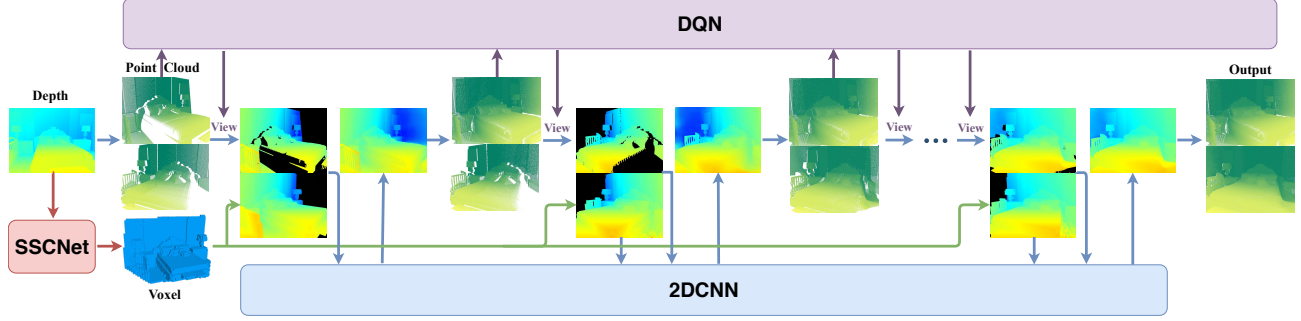 DQN
Point Cloud
Depth
Output
View
View
View
View
SSCNet
Voxel
2DCNN